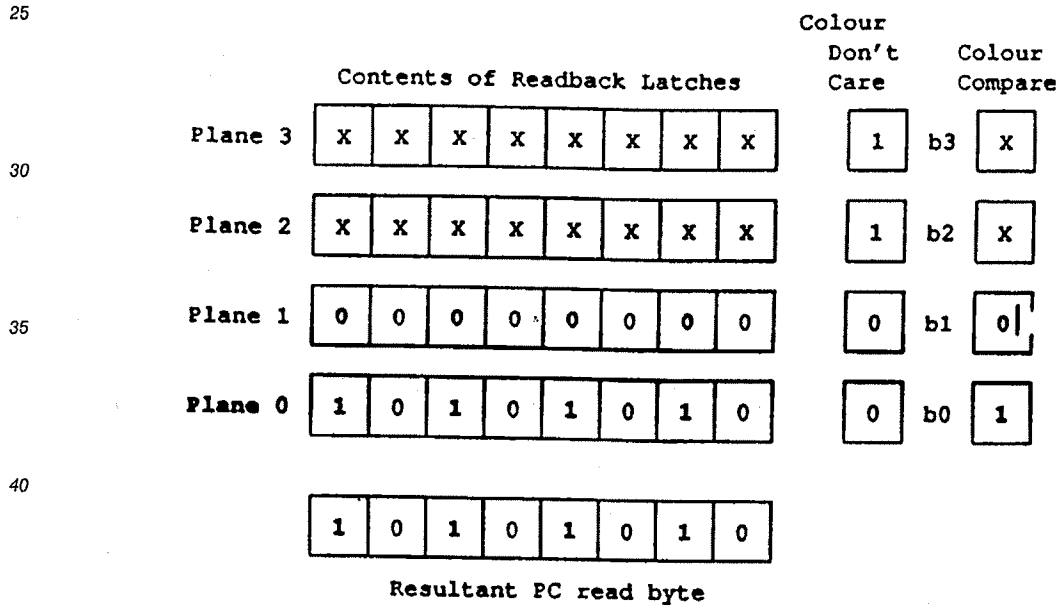 25
Colour
Don't Colour
Contents of Readback Latches Care Compare
Plane 3 X X X X X X X X 1 b3 X
30
Plane 2 X X X X X X X X 1 b2 X
Plane 1 0 0 0 0 0 0 0 0 0 b1 0
35
Plane 0 1 0 1 0 1 0 1 0 0 b0 1
40
1 0 1 0 1 0 1 0
Resultant PC read byte